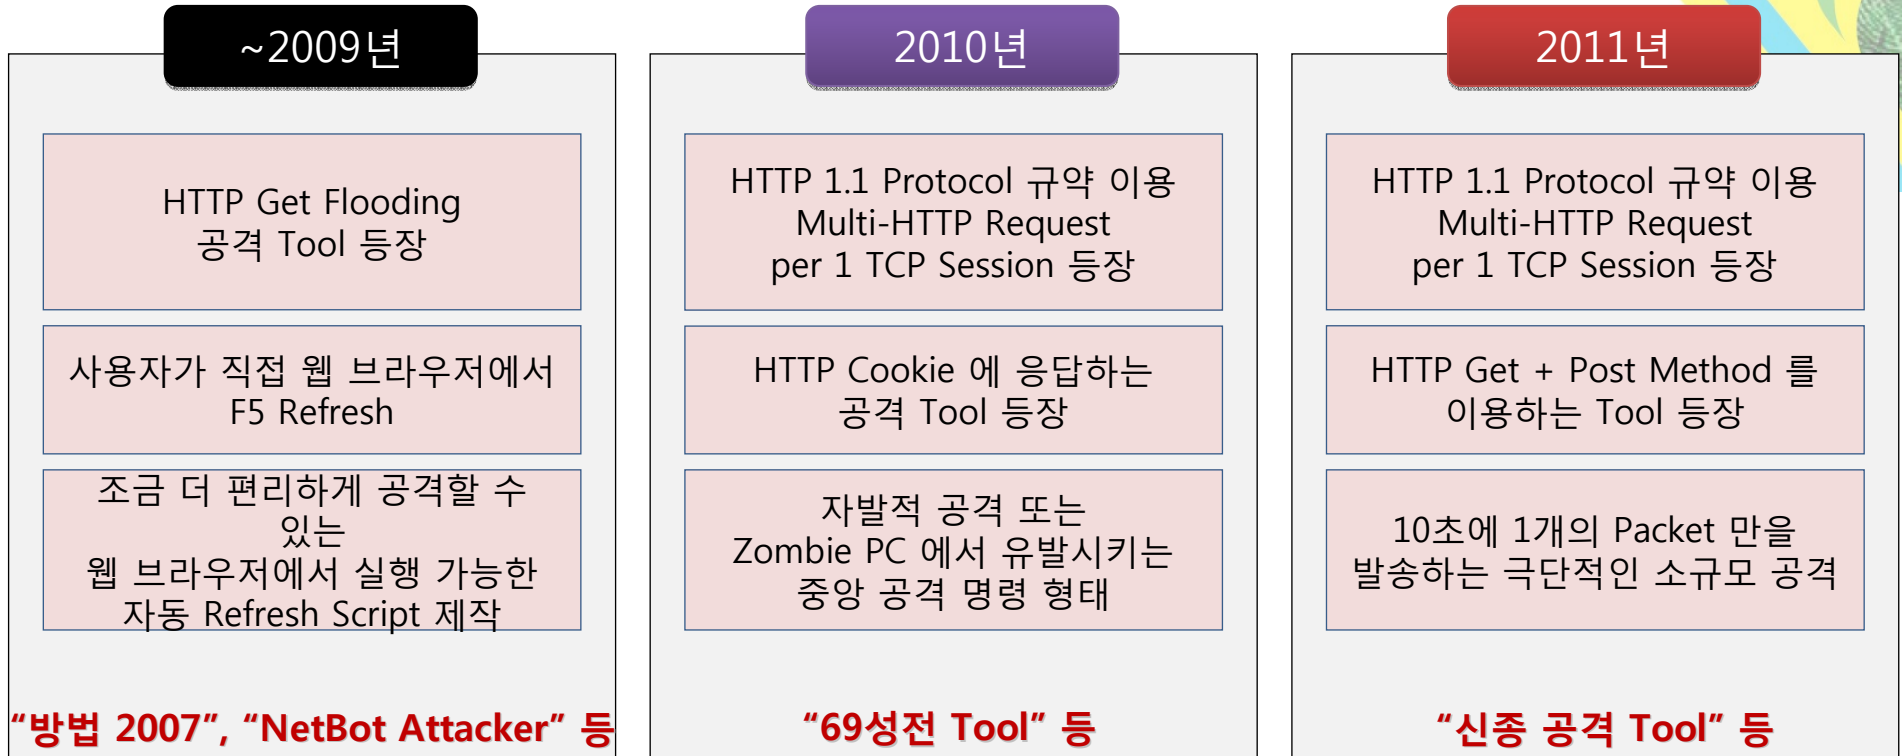 ~2009년
HTTP Get Flooding
공격 Tool 등장
사용자가 직접 웹 브라우저에서
F5 Refresh
조금 더 편리하게 공격할 수
있는
웹 브라우저에서 실행 가능한
자동 Refresh Script 제작
“방법 2007”, “NetBot Attacker” 등
2010년
HTTP 1.1 Protocol 규약 이용
Multi-HTTP Request
per 1 TCP Session 등장
HTTP Cookie 에 응답하는
공격 Tool 등장
자발적 공격 또는
Zombie PC 에서 유발시키는
중앙 공격 명령 형태
“69성전 Tool” 등
2011년
HTTP 1.1 Protocol 규약 이용
Multi-HTTP Request
per 1 TCP Session 등장
HTTP Get + Post Method 를
이용하는 Tool 등장
10초에 1개의 Packet 만을
발송하는 극단적인 소규모 공격
“신종 공격 Tool” 등